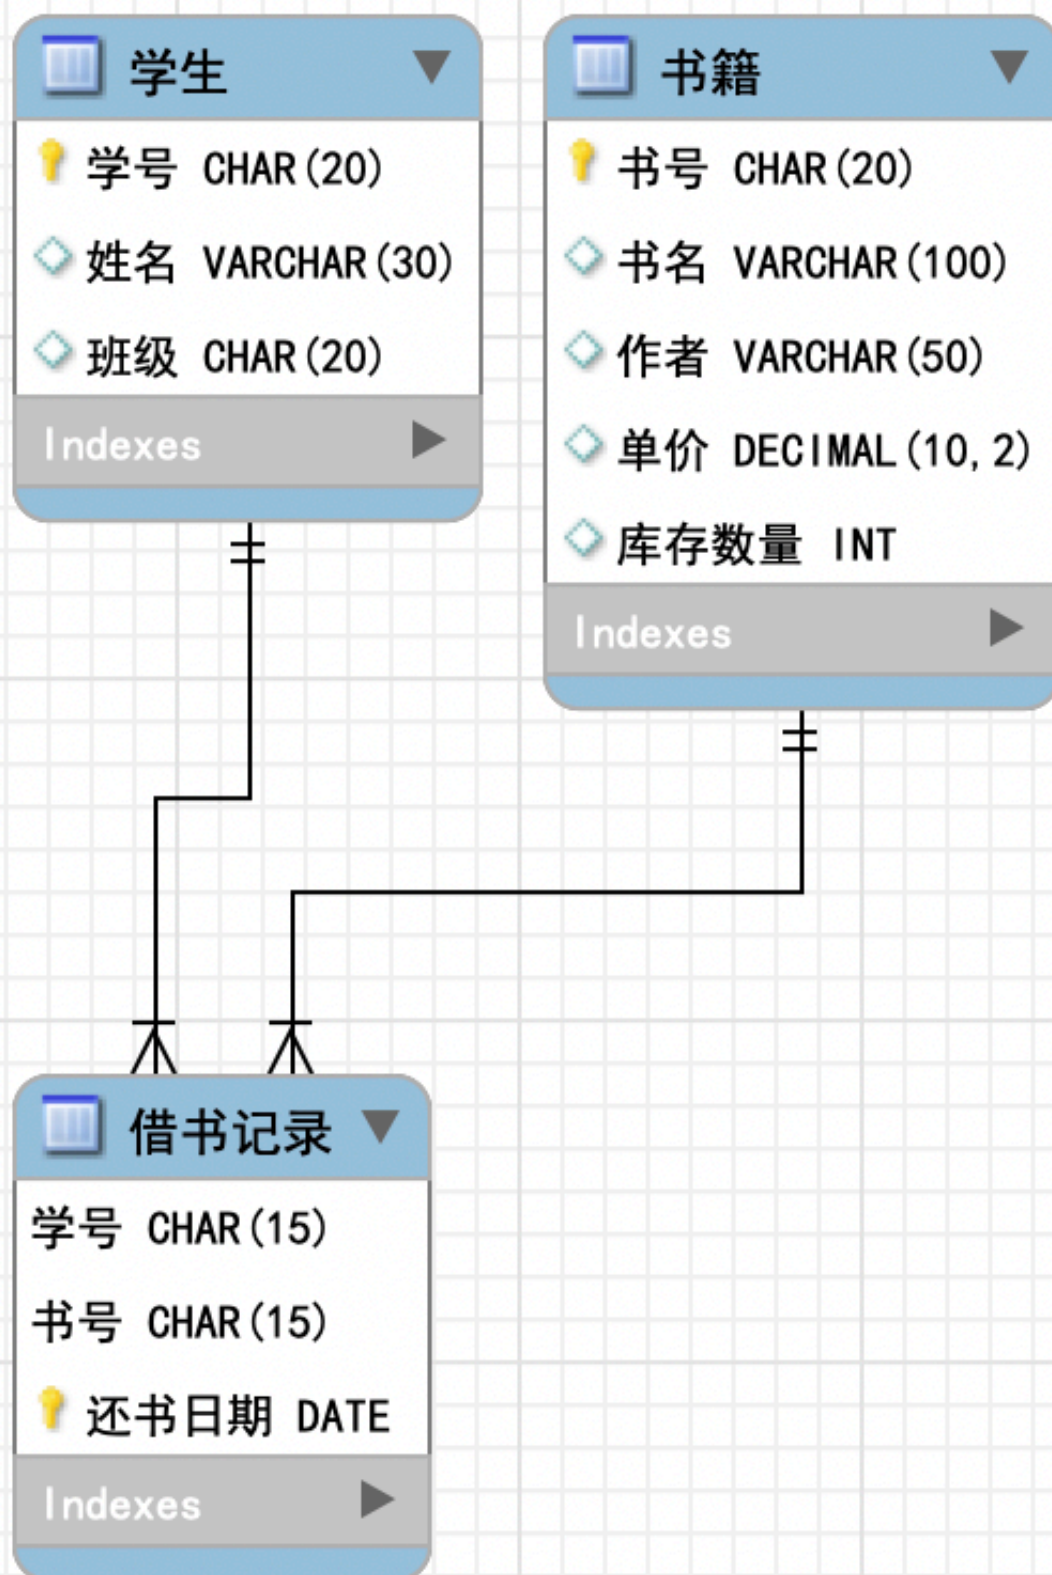 学生
学号 CHAR(20)
姓名 VARCHAR(30)
班级 CHAR(20)
Indexes
书籍
书号 CHAR(20)
书名 VARCHAR(100)
作者 VARCHAR(50)
单价 DECIMAL(10,2)
库存数量 INT
Indexes
借书记录
学号 CHAR(15)
书号 CHAR(15)
还书日期 DATE
Indexes